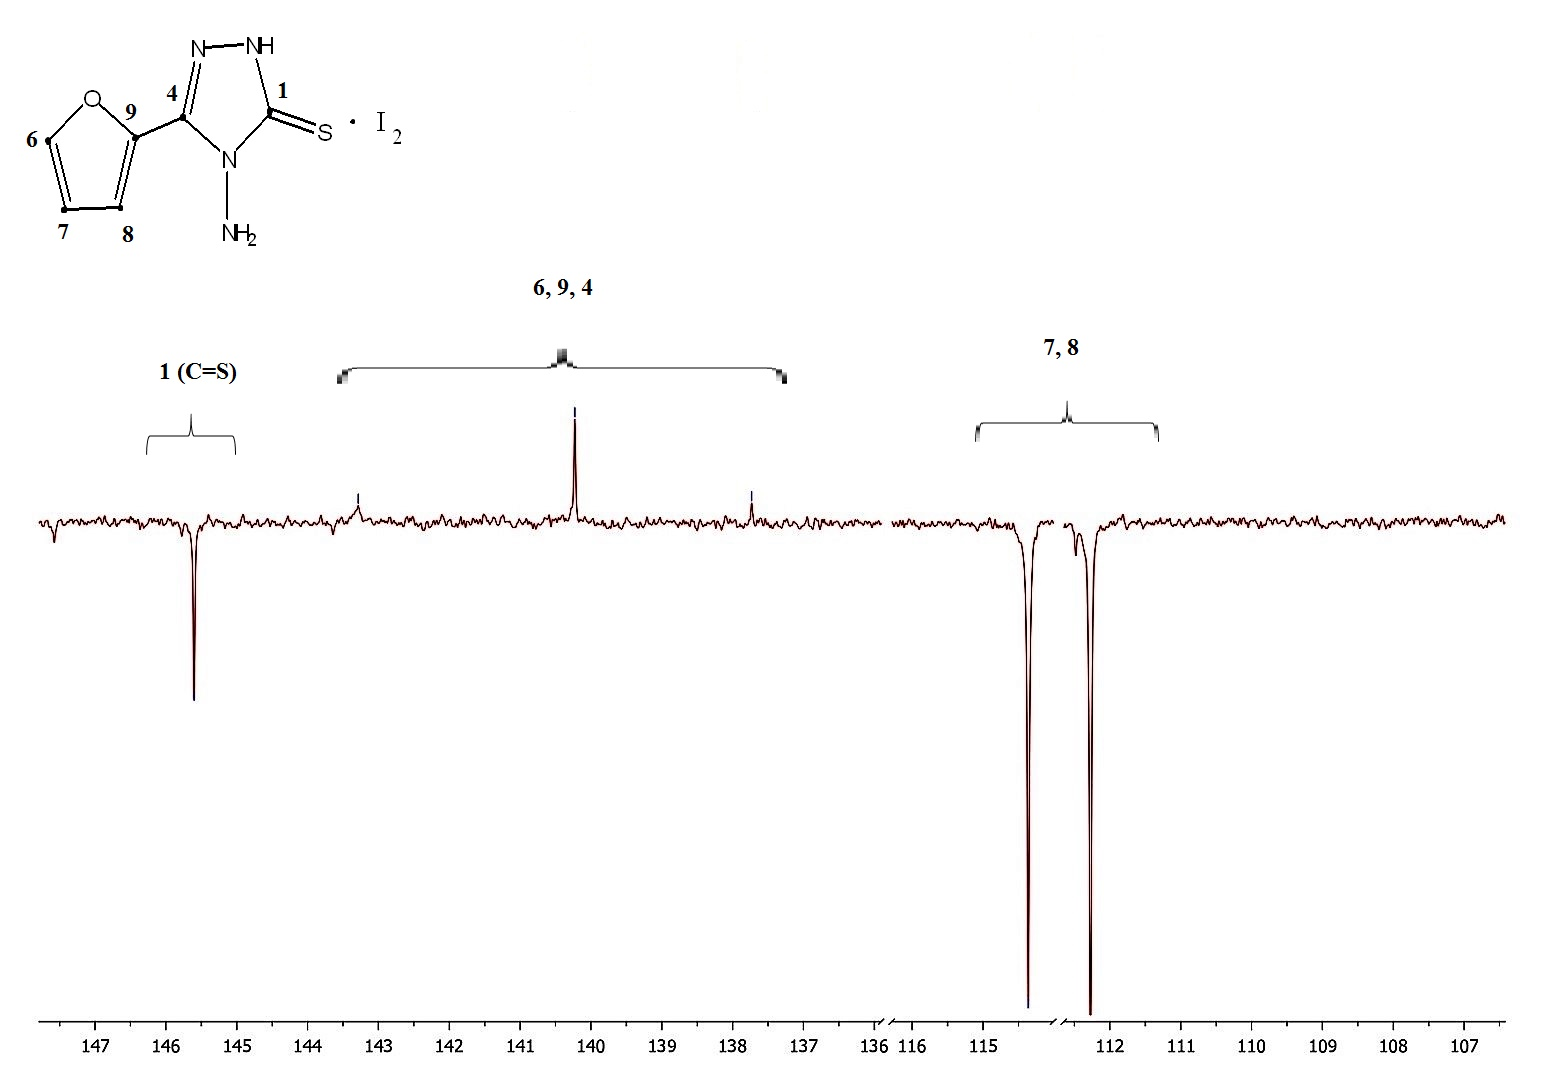 N NH
O 9 4 1
6 S · I2
N
7 8 NH2
6, 9, 4
7, 8
1 (C=S)
147 146 145 144 143 142 141 140 139 138 137 136 116 115 112 111 110 109 108 107